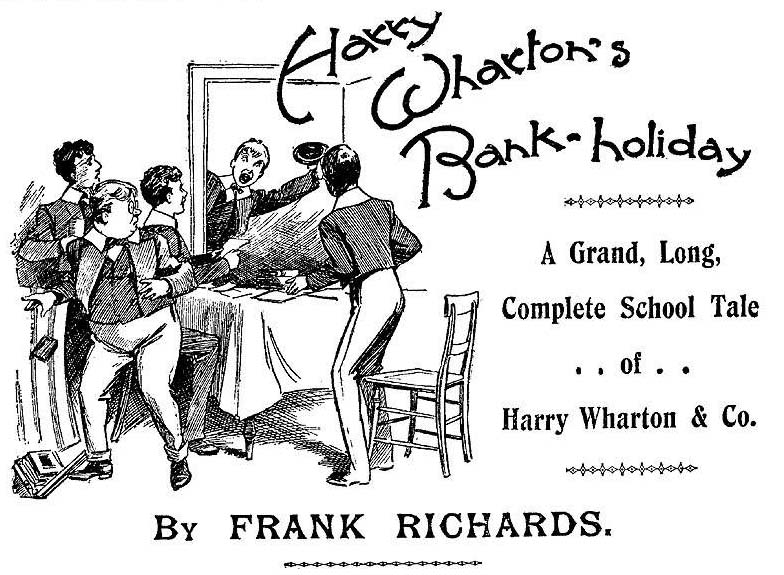 Harry
Wharton's
Bank-holiday
A Grand, Long,
Complete School Tale
. . of . .
Harry Wharton & Co.
By FRANK RICHARDS.